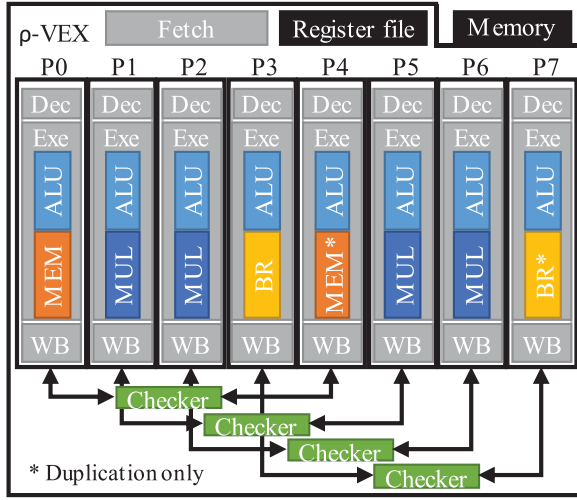 ρ-VEX Fetch Register file Memory
P0 P1 P2 P3 P4 P5 P6 P7
Dec Dec Dec Dec Dec Dec Dec Dec
Exe Exe Exe Exe Exe Exe Exe Exe
ALU ALU ALU ALU ALU ALU ALU ALU
MEM MUL MUL BR MEM* MUL MUL BR*
WB WB WB WB WB WB WB WB
Checker
Checker
Checker
* Duplication only Checker